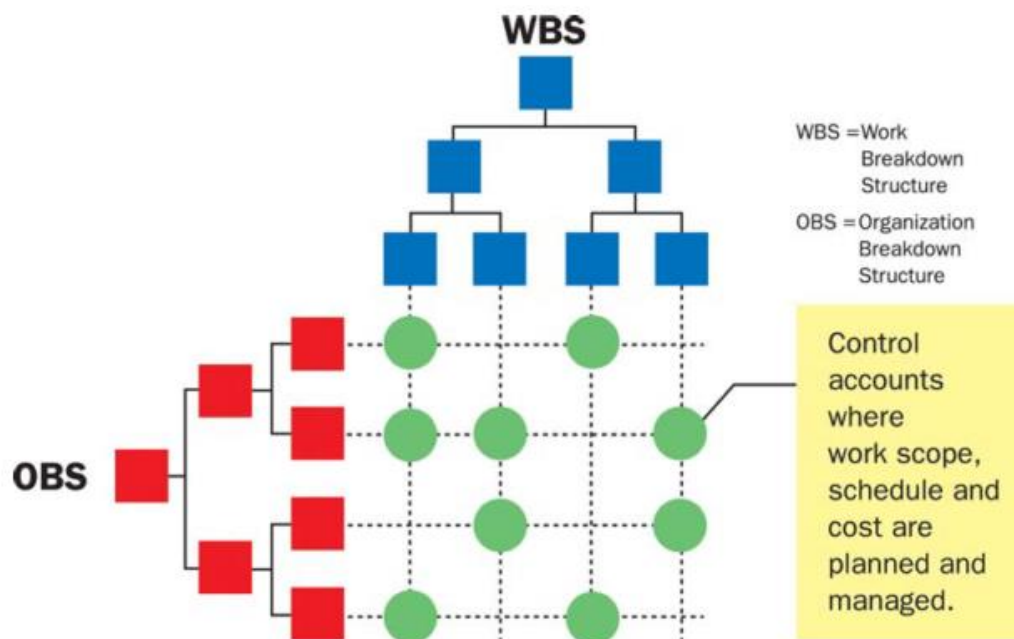 WBS
WBS =Work
Breakdown
Structure
OBS =Organization
Breakdown
Structure
OBS
Control
accounts
where
work scope,
schedule and
cost are
planned and
managed.